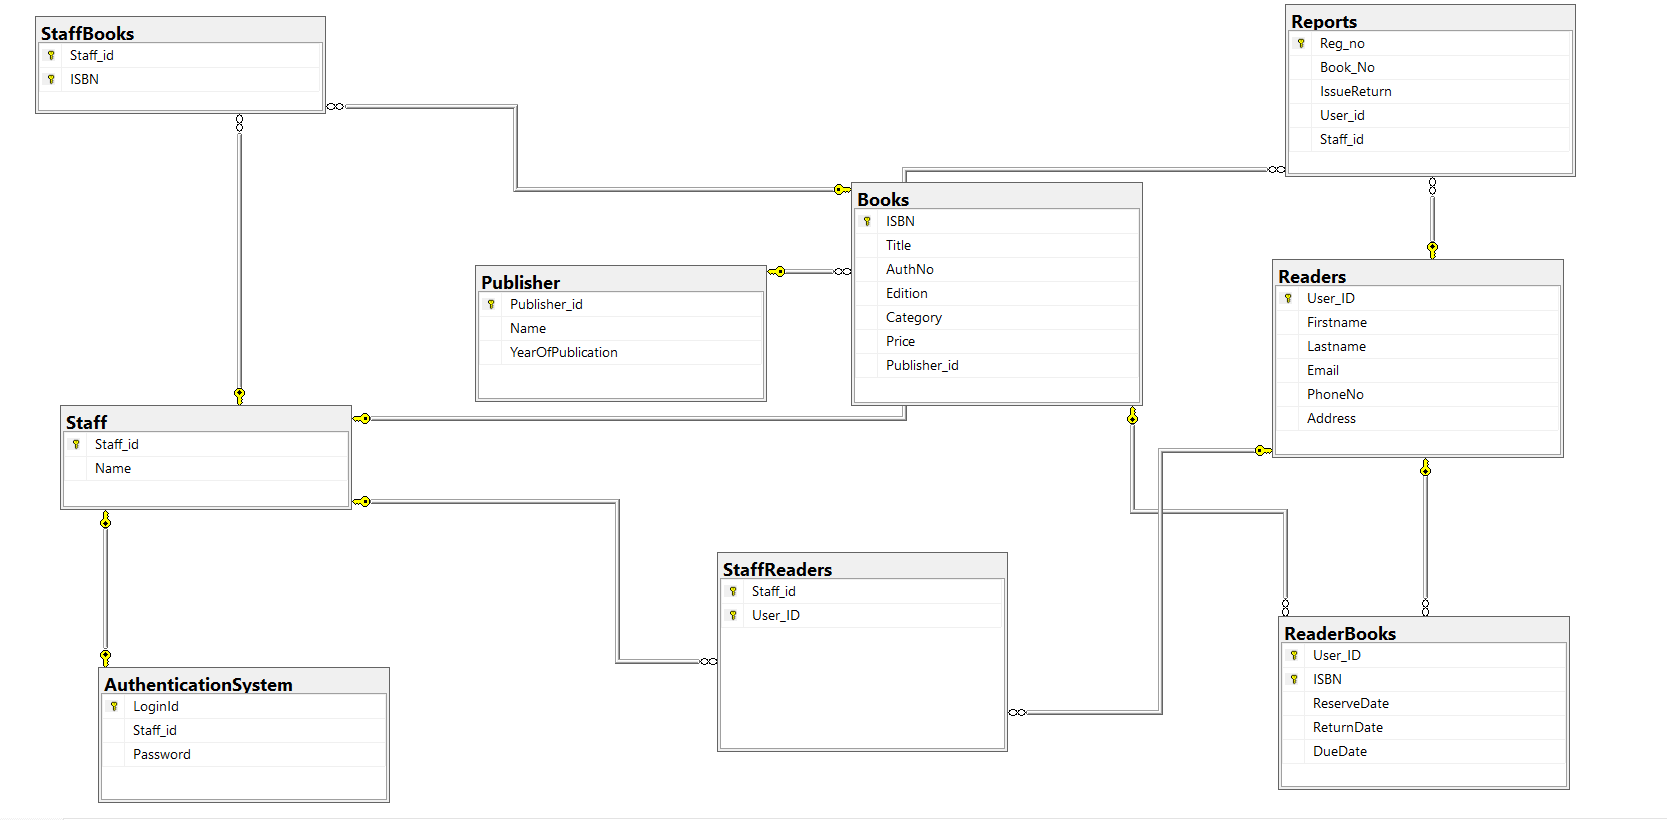 StaffBooks
Staff_id
ISBN
Reports
Reg_no
Book_No
IssueReturn
User_id
Staff_id
Books
ISBN
Title
AuthNo
Edition
Category
Price
Publisher_id
Publisher
Publisher_id
Name
YearOfPublication
Readers
User_ID
Firstname
Lastname
Email
PhoneNo
Address
Staff
Staff_id
Name
StaffReaders
Staff_id
User_ID
ReaderBooks
User_ID
ISBN
ReserveDate
ReturnDate
DueDate
AuthenticationSystem
LoginId
Staff_id
Password